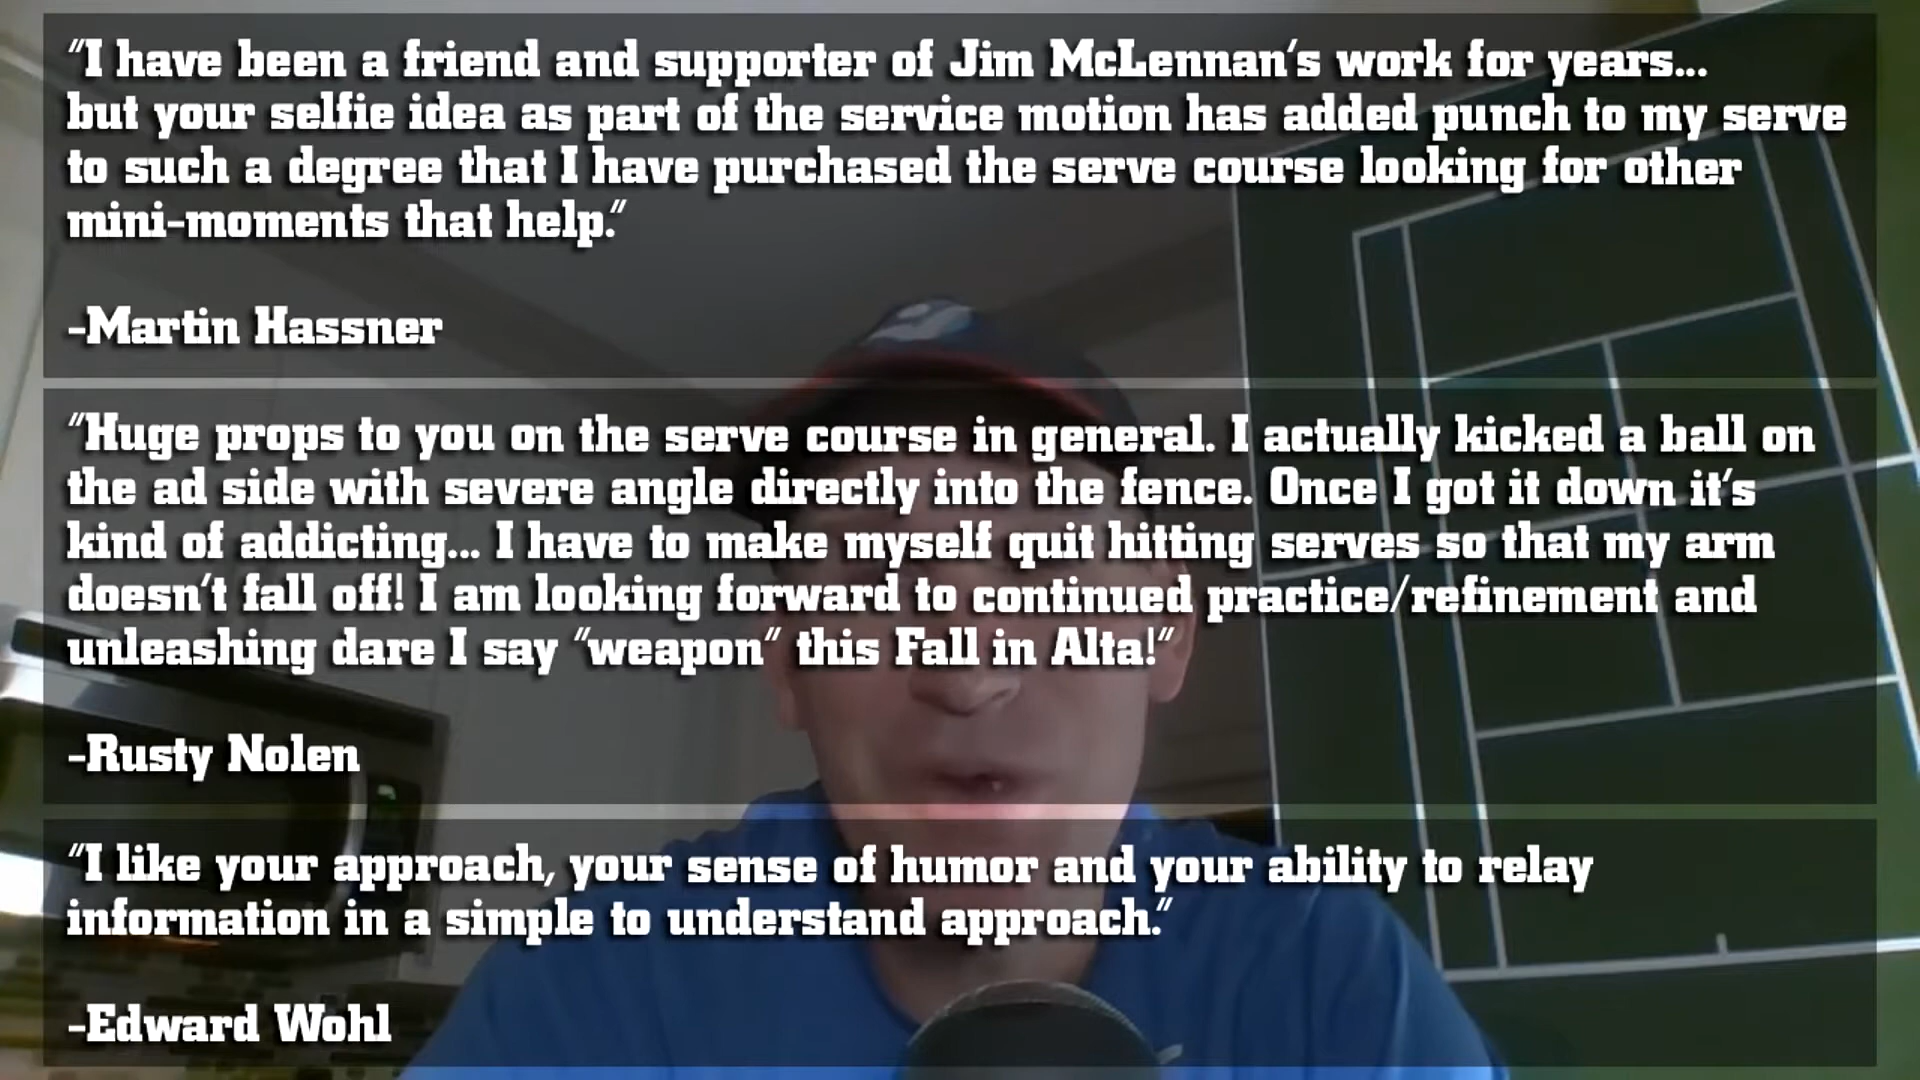 "I have been a friend and supporter of Jim McLennan's work for years...
but your selfie idea as part of the service motion has added punch to my serve
to such a degree that I have purchased the serve course looking for other
mini-moments that help."
-Martin Hassner
"Huge props to you on the serve course in general. I actually kicked a ball on
the ad side with severe angle directly into the fence. Once I got it down it's
kind of addicting... I have to make myself quit hitting serves so that my arm
doesn't fall off! I am looking forward to continued practice/refinement and
unleashing dare I say "weapon" this Fall in Alta!"
-Rusty Nolen
"I like your approach, your sense of humor and your ability to relay
information in a simple to understand approach."
-Edward Wohl